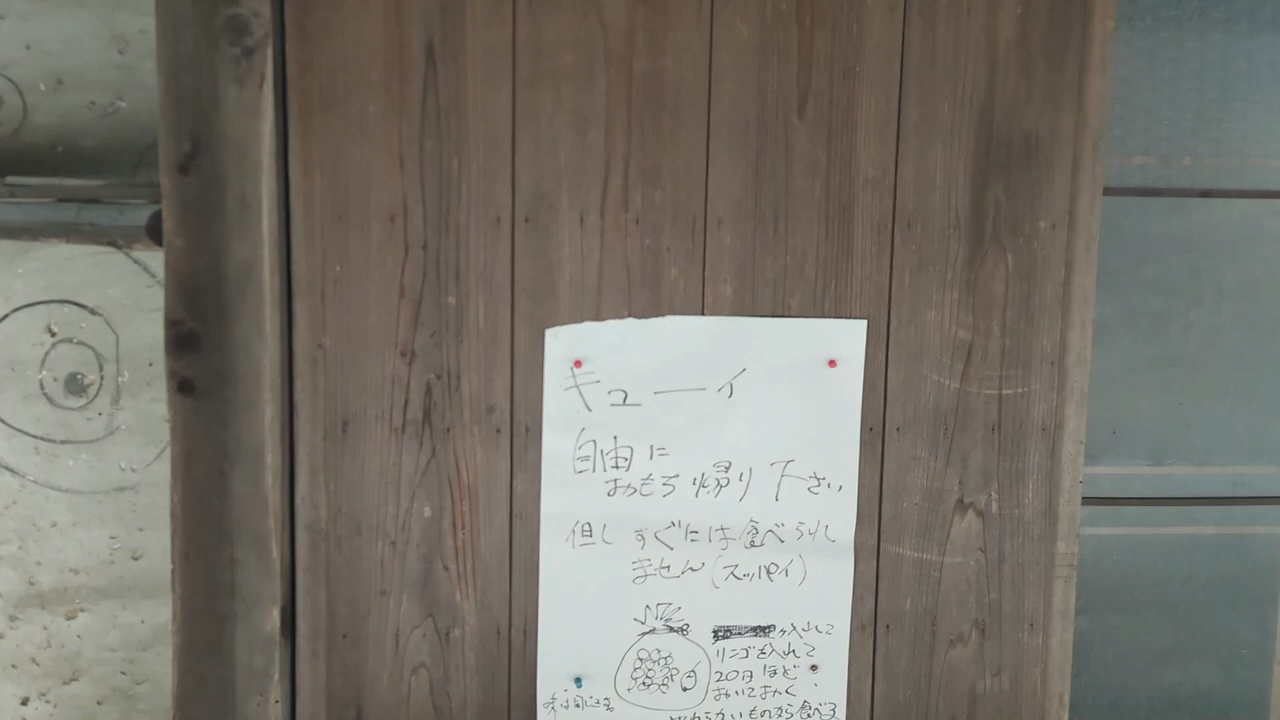 キューイ
自由に
おもち帰り下さい
但しすぐには食べられ
ません(スッパイ)
入れて
リンゴを入れて
20日ほど
おいておく
やわらかいものから食べる